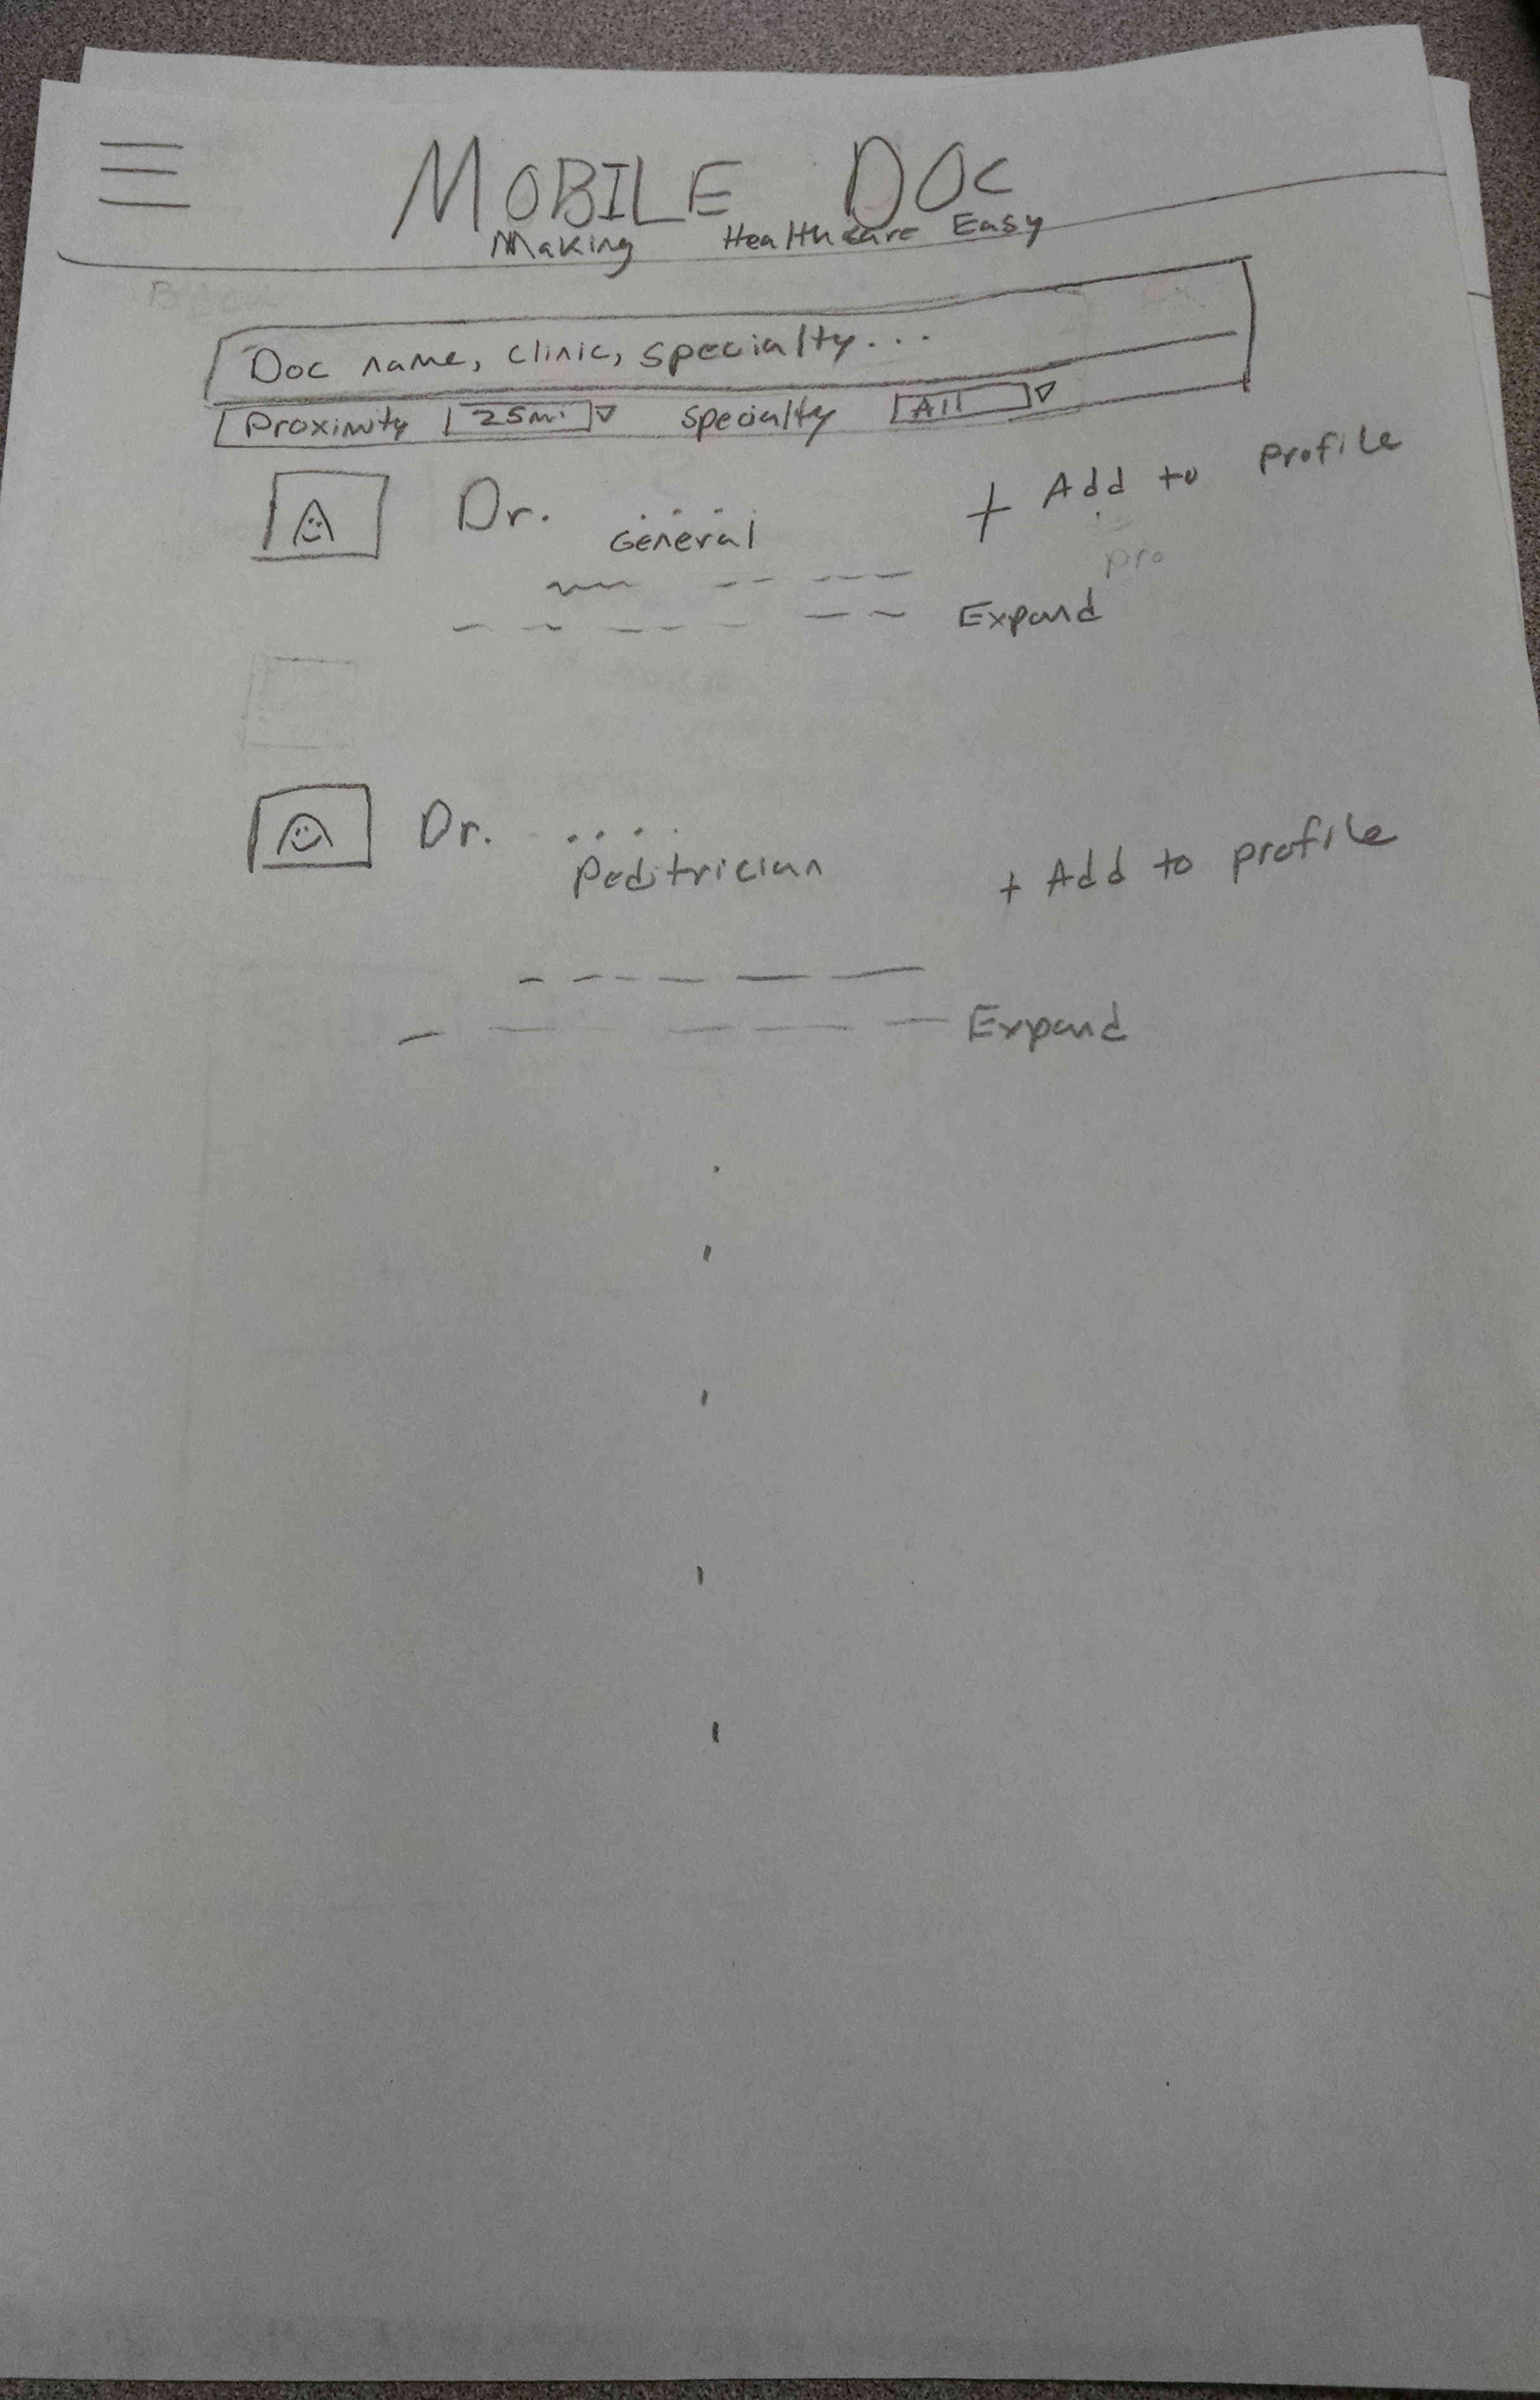 MOBILE DOC
Making Healthcare Easy
Doc name, clinic, specialty...
Proximity 25mi Specialty All
Dr. .... + Add to profile
General
pro
Expand
Dr. .... + Add to profile
Peditrician
Expand